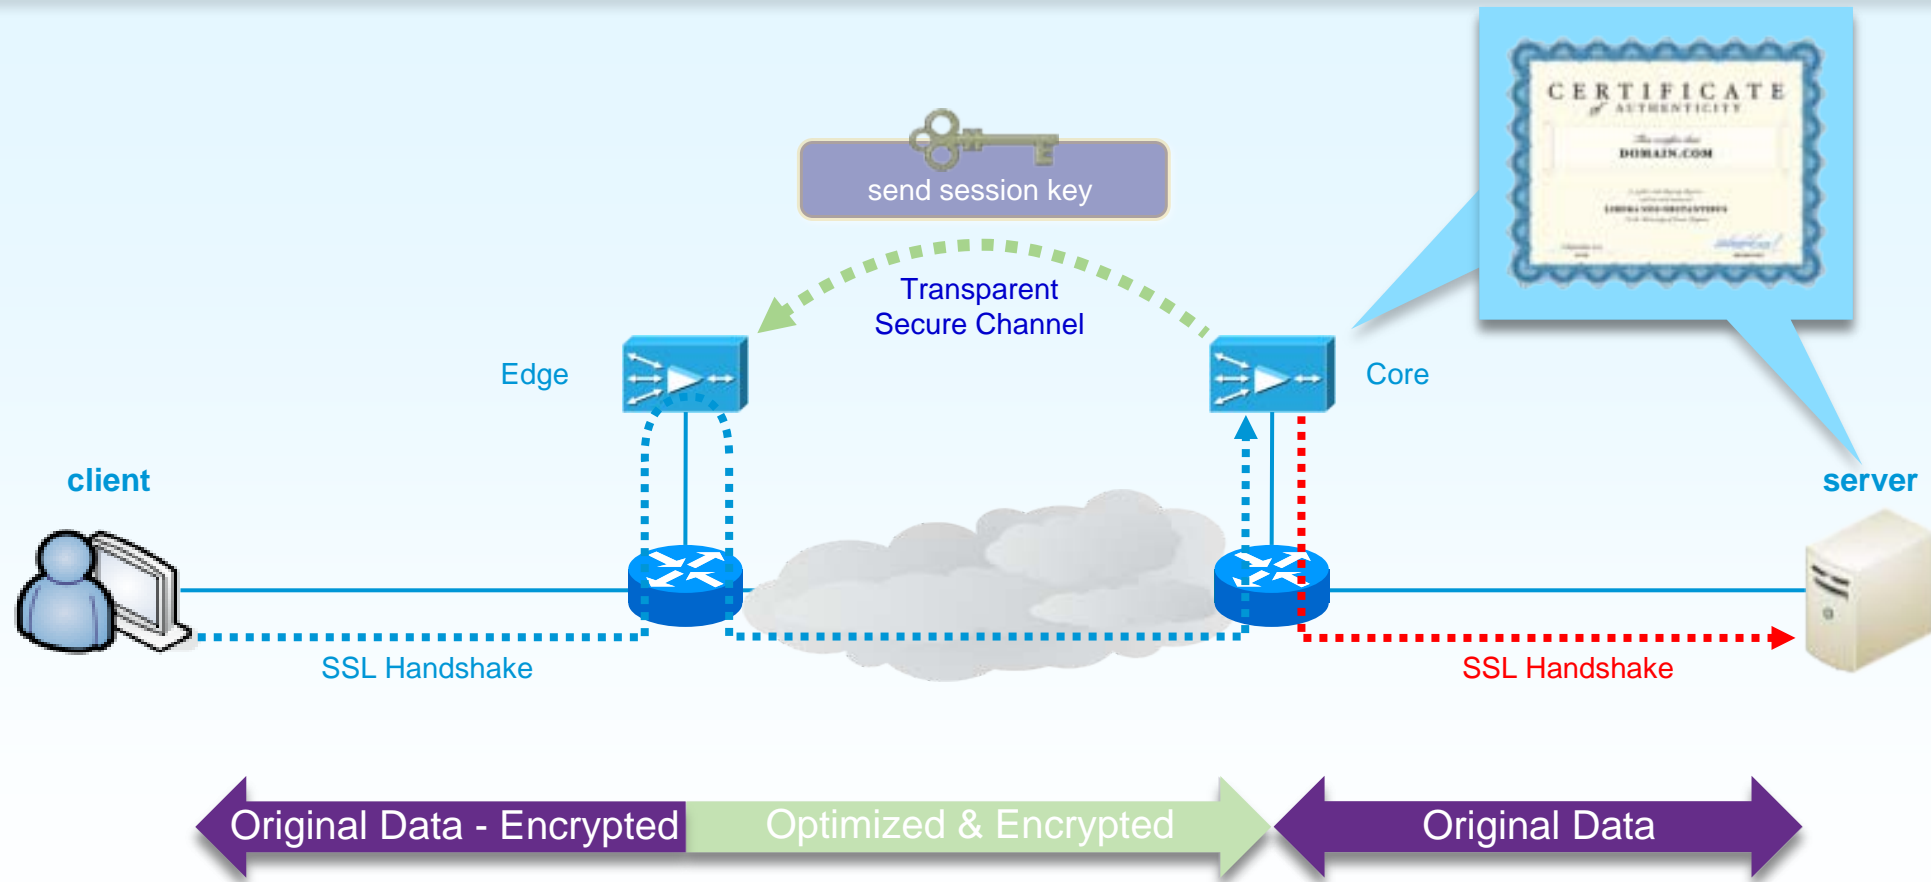 CERTIFICATE
of AUTHENTICITY
DOMAIN.COM
send session key
Transparent
Secure Channel
Edge
Core
client
server
SSL Handshake
SSL Handshake
Original Data - Encrypted
Optimized & Encrypted
Original Data